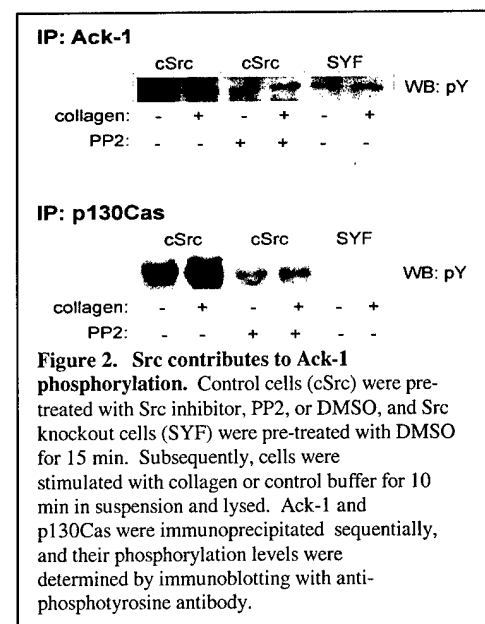 IP: Ack-1
cSrc cSrc SYF
WB: pY
collagen: - + - + - +
PP2: - - + + - -
IP: p130Cas
cSrc cSrc SYF
WB: pY
collagen: - + - + - +
PP2: - - + + - -
Figure 2. Src contributes to Ack-1
phosphorylation. Control cells (cSrc) were pre-
treated with Src inhibitor, PP2, or DMSO, and Src
knockout cells (SYF) were pre-treated with DMSO
for 15 min. Subsequently, cells were
stimulated with collagen or control buffer for 10
min in suspension and lysed. Ack-1 and
p130Cas were immunoprecipitated sequentially,
and their phosphorylation levels were
determined by immunoblotting with anti-
phosphotyrosine antibody.